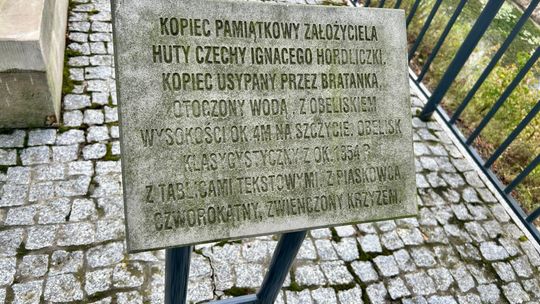 KOPIEC PAMIĄTKOWY ZAŁOŻYCIELA
HUTY CZECHY IGNACEGO HORDLICZKI.
KOPIEC USYPANY PRZEZ BRATANKA,
OTOCZONY WODĄ, Z OBELISKIEM
WYSOKOŚCI OK. 4M NA SZCZYCIE. OBELISK
KLASYCYSTYCZNY Z OK. 1854 R.
Z TABLICAMI TEKSTOWYMI, Z PIASKOWCA,
CZWOROKĄTNY, ZWIEŃCZONY KRZYŻEM.